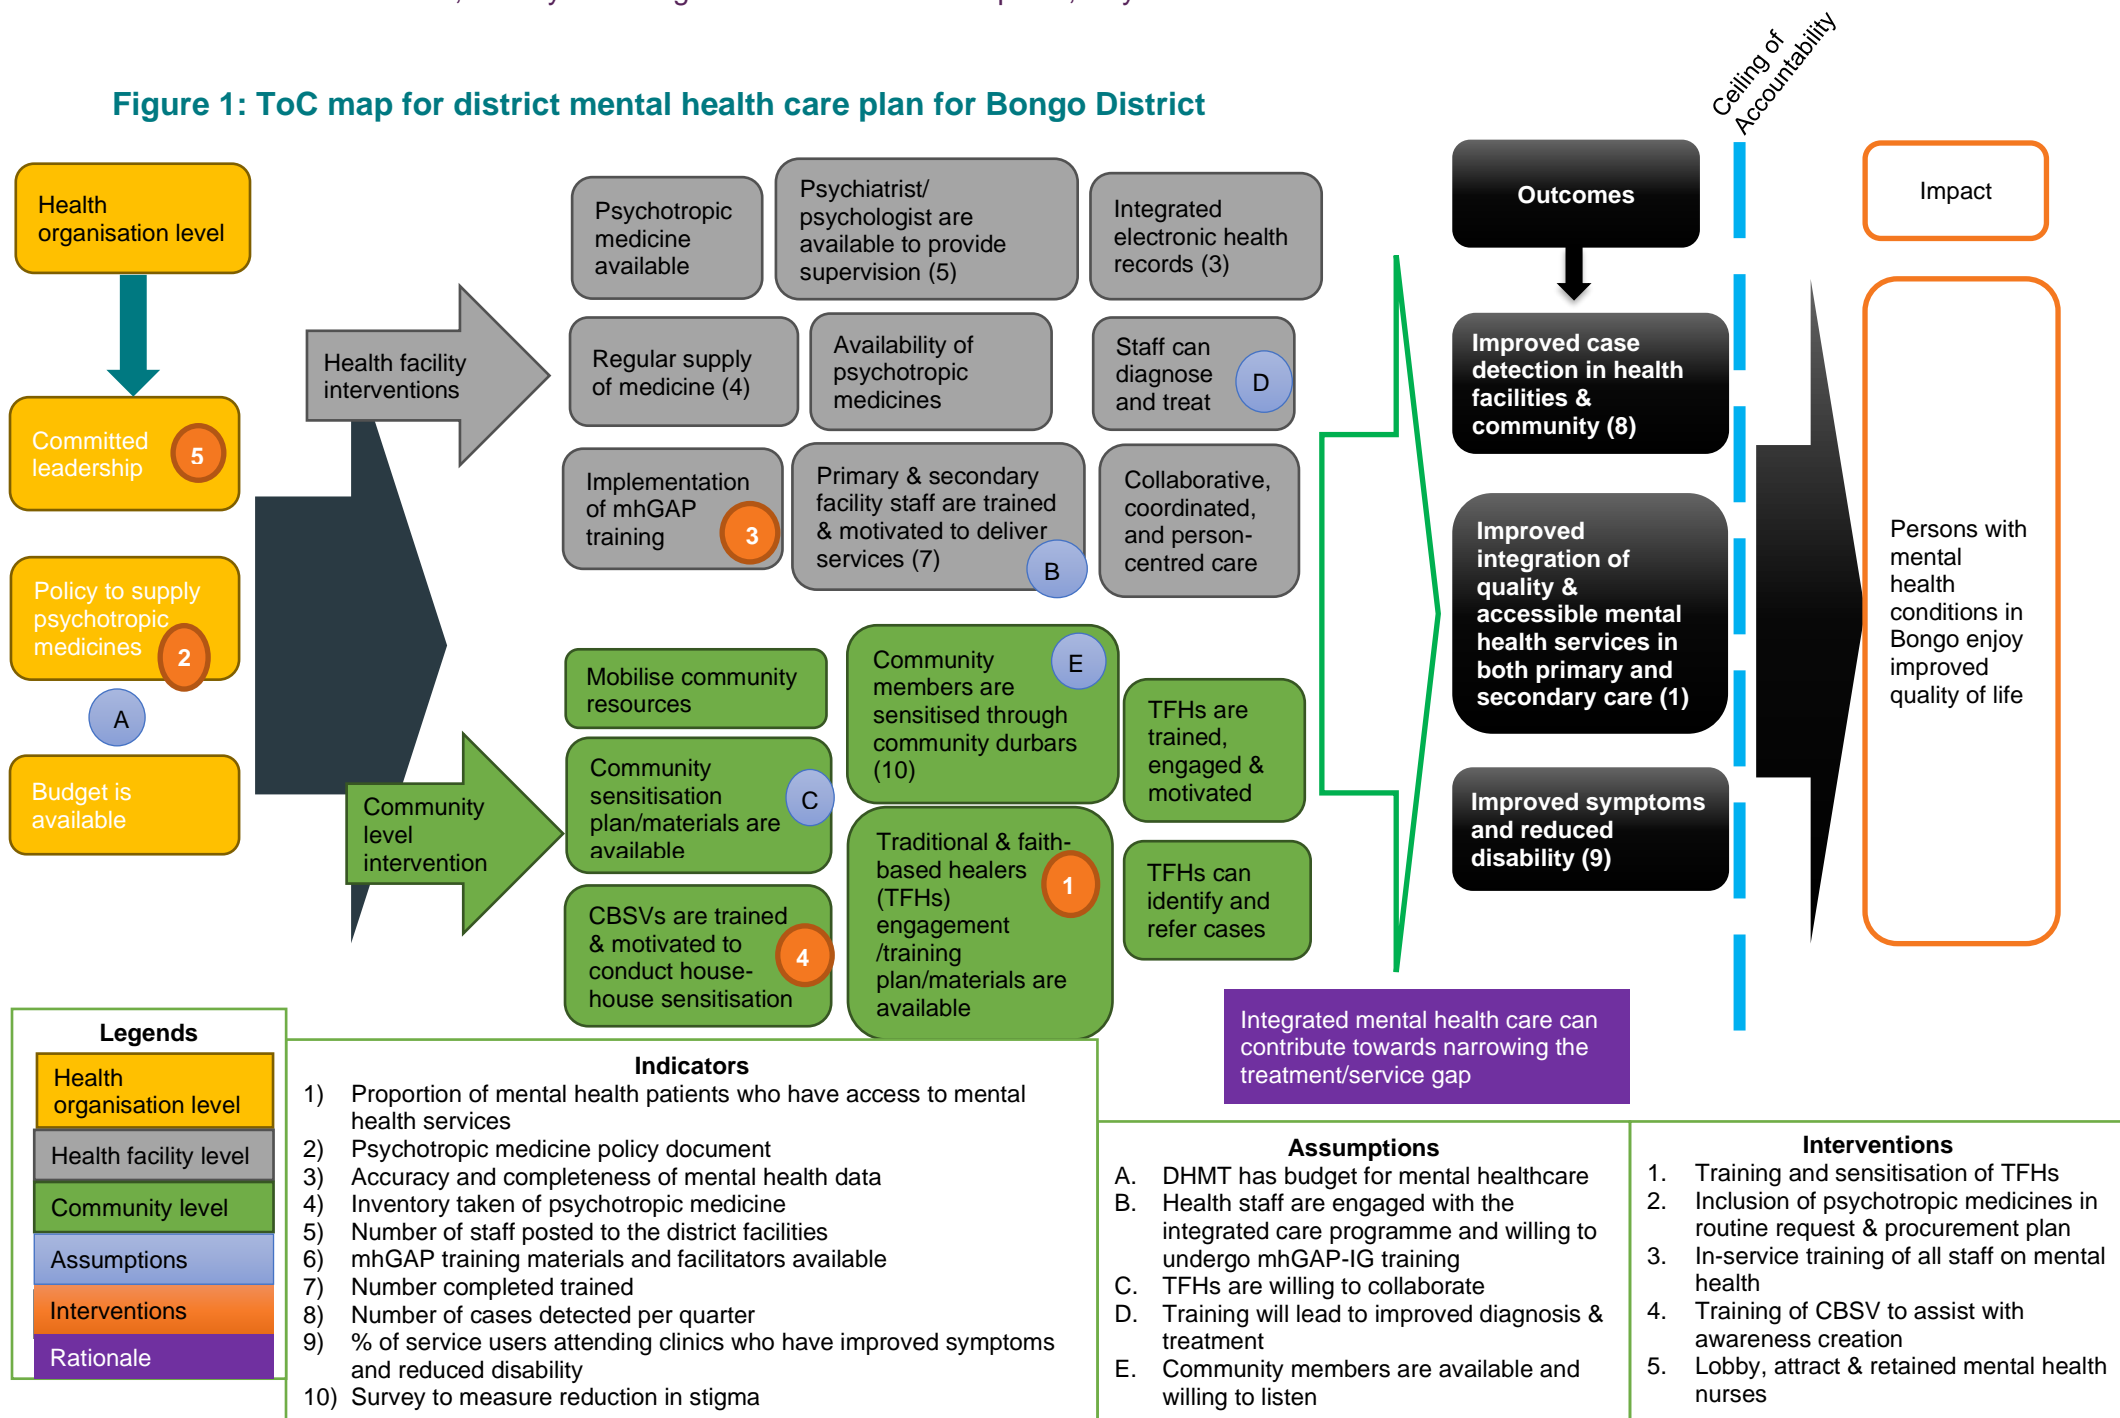 Figure 1: ToC map for district mental health care plan for Bongo District
Ceiling of
Accountability
Health
organisation level
Committed
leadership
5
Policy to supply
psychotropic
medicines
2
A
Budget is
available
Health facility
interventions
Community
level
intervention
Psychotropic
medicine
available
Psychiatrist/
psychologist are
available to provide
supervision (5)
Integrated
electronic health
records (3)
Regular supply
of medicine (4)
Availability of
psychotropic
medicines
Staff can
diagnose
and treat
D
Implementation
of mhGAP
training
3
Primary & secondary
facility staff are trained
& motivated to deliver
services (7)
B
Collaborative,
coordinated,
and person-
centred care
Mobilise community
resources
Community
members are
sensitised through
community durbars
(10)
E
TFHs are
trained,
engaged &
motivated
Community
sensitisation
plan/materials are
available
C
Traditional & faith-
based healers
(TFHs)
engagement
/training
plan/materials are
available
1
TFHs can
identify and
refer cases
CBSVs are trained
& motivated to
conduct house-
house sensitisation
4
Outcomes
Improved case
detection in health
facilities &
community (8)
Improved
integration of
quality &
accessible mental
health services in
both primary and
secondary care (1)
Improved symptoms
and reduced
disability (9)
Impact
Persons with
mental
health
conditions in
Bongo enjoy
improved
quality of life
Integrated mental health care can
contribute towards narrowing the
treatment/service gap
Legends
Health
organisation level
Health facility level
Community level
Assumptions
Interventions
Rationale
Indicators
1) Proportion of mental health patients who have access to mental
health services
2) Psychotropic medicine policy document
3) Accuracy and completeness of mental health data
4) Inventory taken of psychotropic medicine
5) Number of staff posted to the district facilities
6) mhGAP training materials and facilitators available
7) Number completed trained
8) Number of cases detected per quarter
9) % of service users attending clinics who have improved symptoms
and reduced disability
10) Survey to measure reduction in stigma
Assumptions
A. DHMT has budget for mental healthcare
B. Health staff are engaged with the
integrated care programme and willing to
undergo mhGAP-IG training
C. TFHs are willing to collaborate
D. Training will lead to improved diagnosis &
treatment
E. Community members are available and
willing to listen
Interventions
1. Training and sensitisation of TFHs
2. Inclusion of psychotropic medicines in
routine request & procurement plan
3. In-service training of all staff on mental
health
4. Training of CBSV to assist with
awareness creation
5. Lobby, attract & retained mental health
nurses